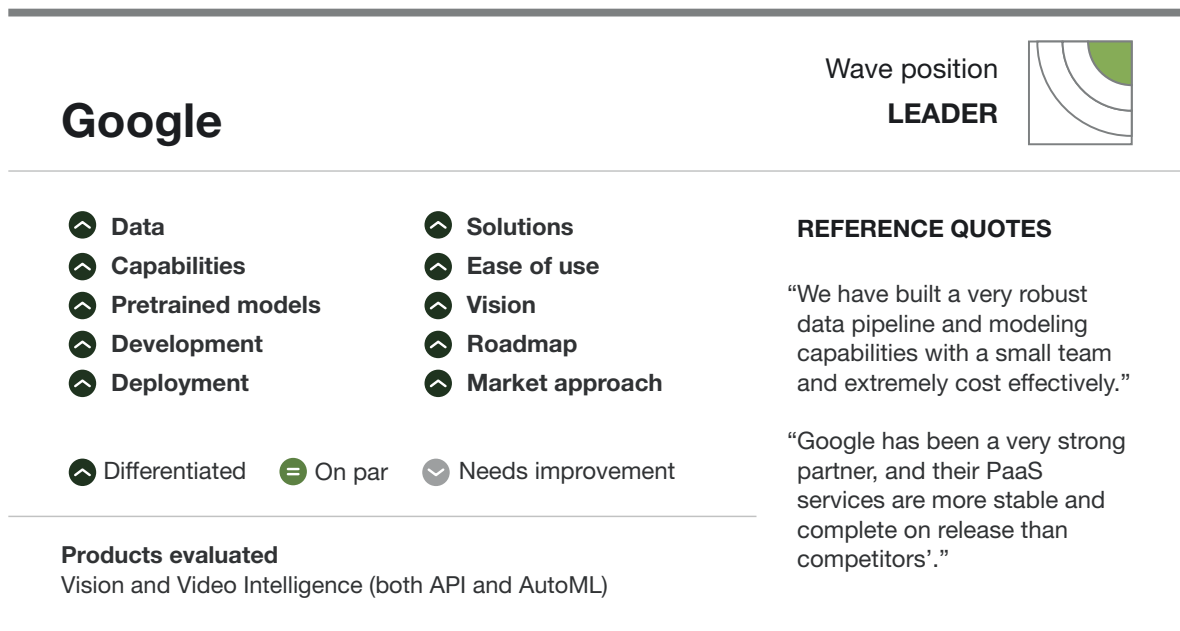 Google
Wave position
LEADER
Data
Capabilities
Pretrained models
Development
Deployment
Solutions
Ease of use
Vision
Roadmap
Market approach
Differentiated
On par
Needs improvement
Products evaluated
Vision and Video Intelligence (both API and AutoML)
REFERENCE QUOTES
“We have built a very robust
data pipeline and modeling
capabilities with a small team
and extremely cost effectively.”
“Google has been a very strong
partner, and their PaaS
services are more stable and
complete on release than
competitors’.”